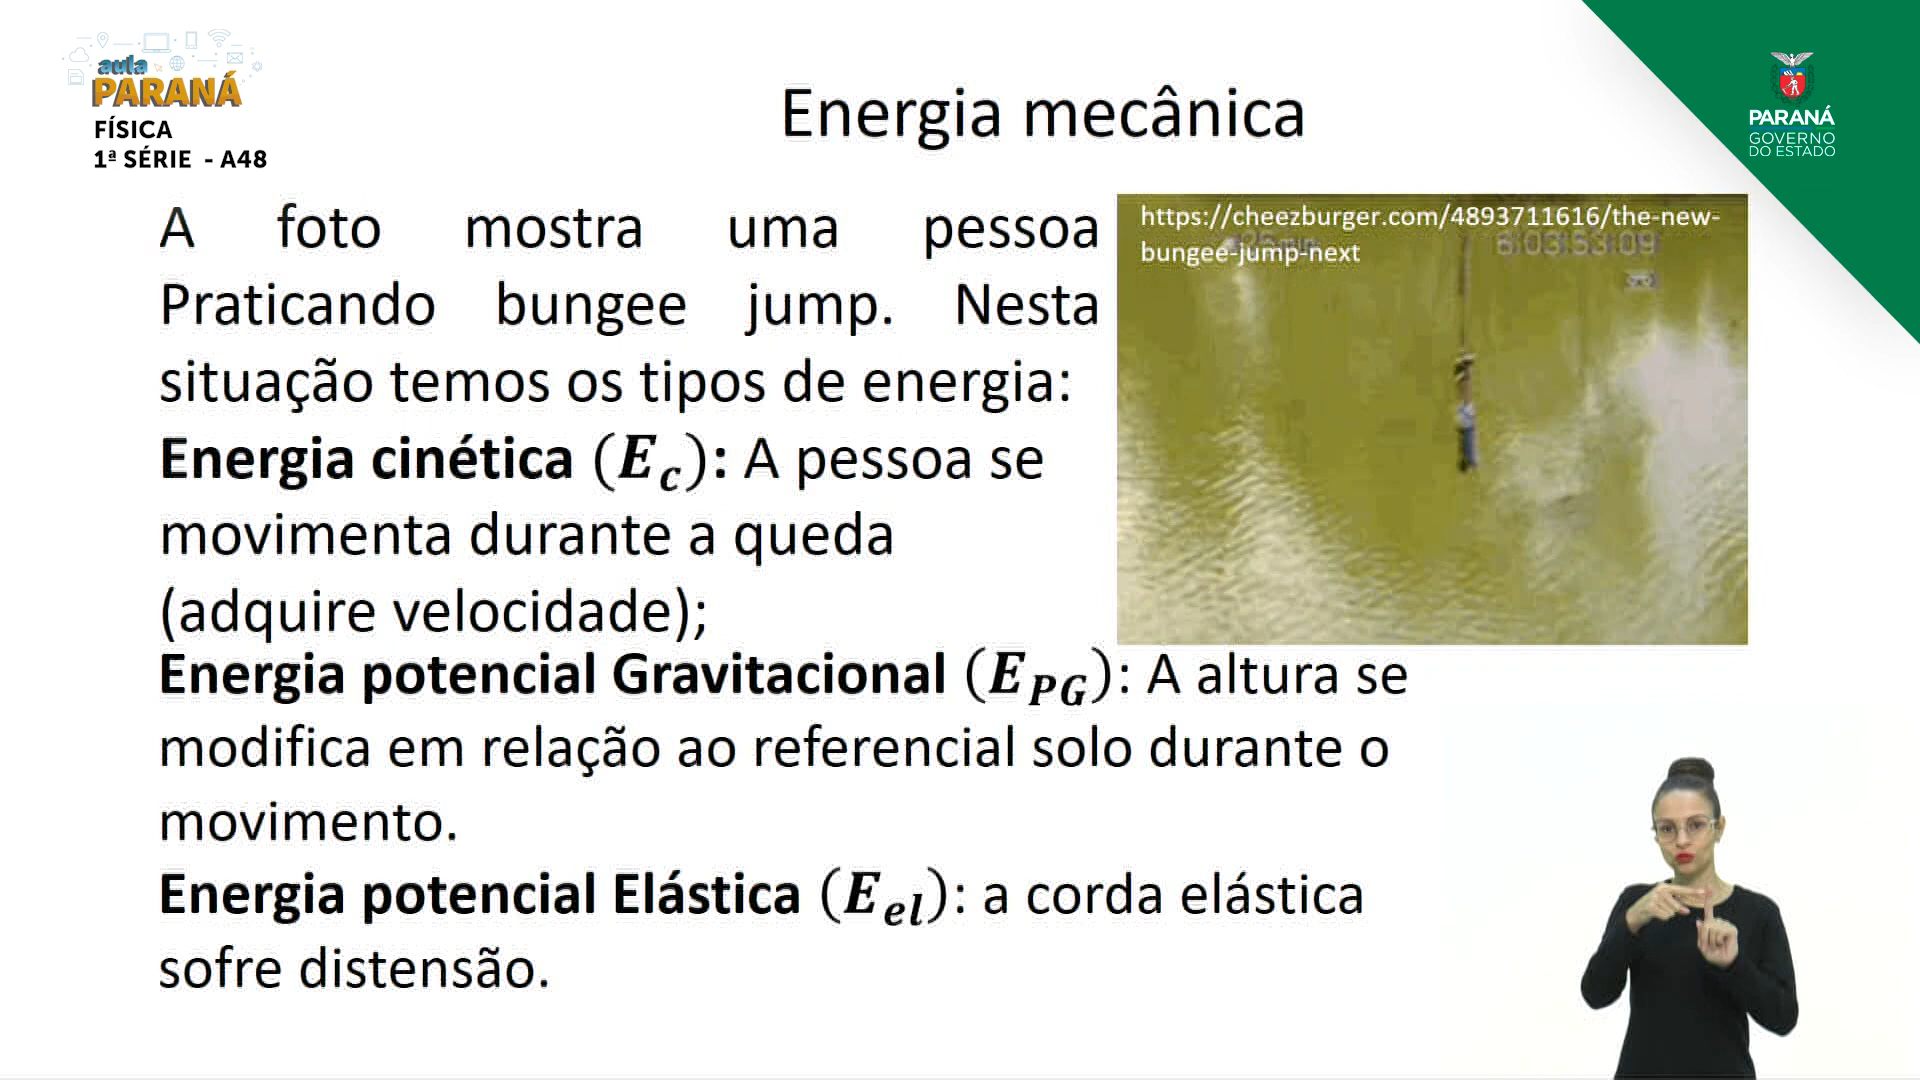 aula
PARANÁ
FÍSICA
1ª SÉRIE - A48
Energia mecânica
PARANÁ
GOVERNO
DO ESTADO
A foto mostra uma pessoa
Praticando bungee jump. Nesta
situação temos os tipos de energia:
Energia cinética (E_c): A pessoa se
movimenta durante a queda
(adquire velocidade);
Energia potencial Gravitacional (E_PG): A altura se
modifica em relação ao referencial solo durante o
movimento.
Energia potencial Elástica (E_el): a corda elástica
sofre distensão.
https://cheezburger.com/4893711616/the-new-
bungee-jump-next